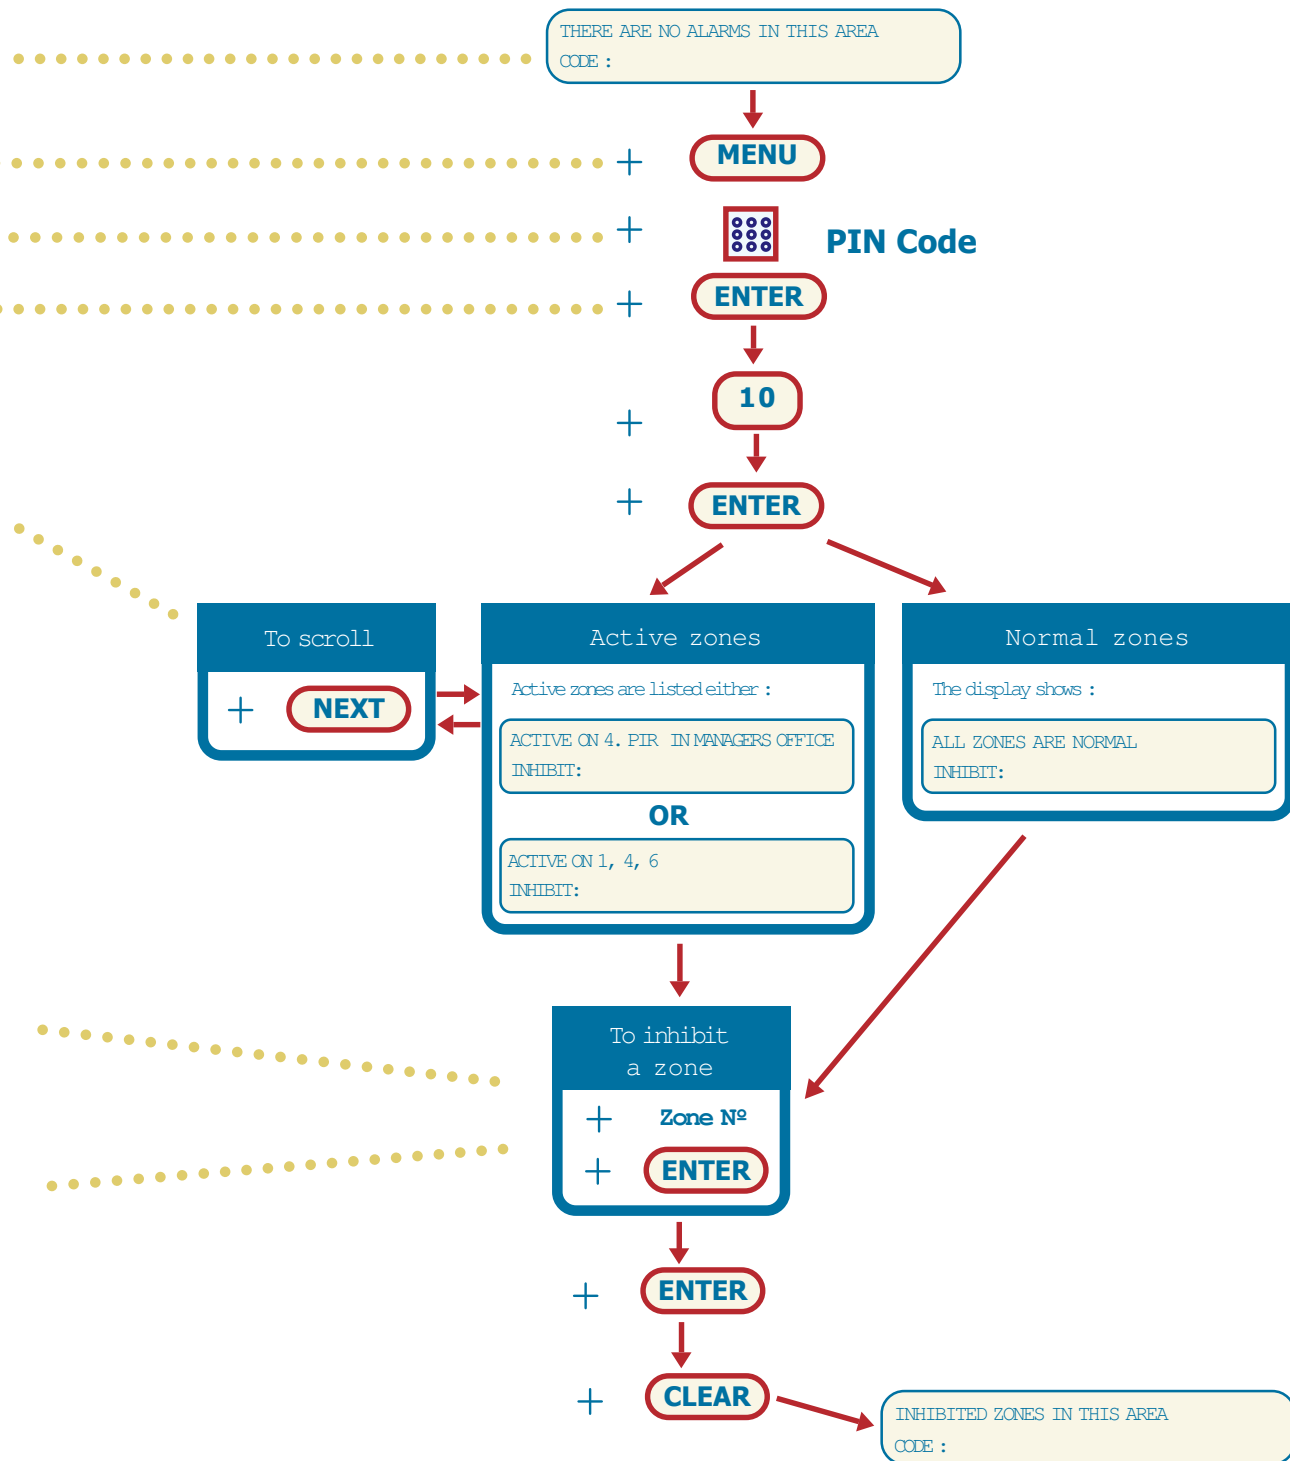 THERE ARE NO ALARMS IN THIS AREA
CODE :
+ MENU
+ PIN Code
+ ENTER
+ 10
+ ENTER
To scroll
+ NEXT
Active zones
Active zones are listed either :
ACTIVE ON 4. PIR IN MANAGERS OFFICE
INHIBIT:
OR
ACTIVE ON 1, 4, 6
INHIBIT:
Normal zones
The display shows :
ALL ZONES ARE NORMAL
INHIBIT:
To inhibit
a zone
+ Zone Nº
+ ENTER
+ ENTER
+ CLEAR
INHIBITED ZONES IN THIS AREA
CODE :